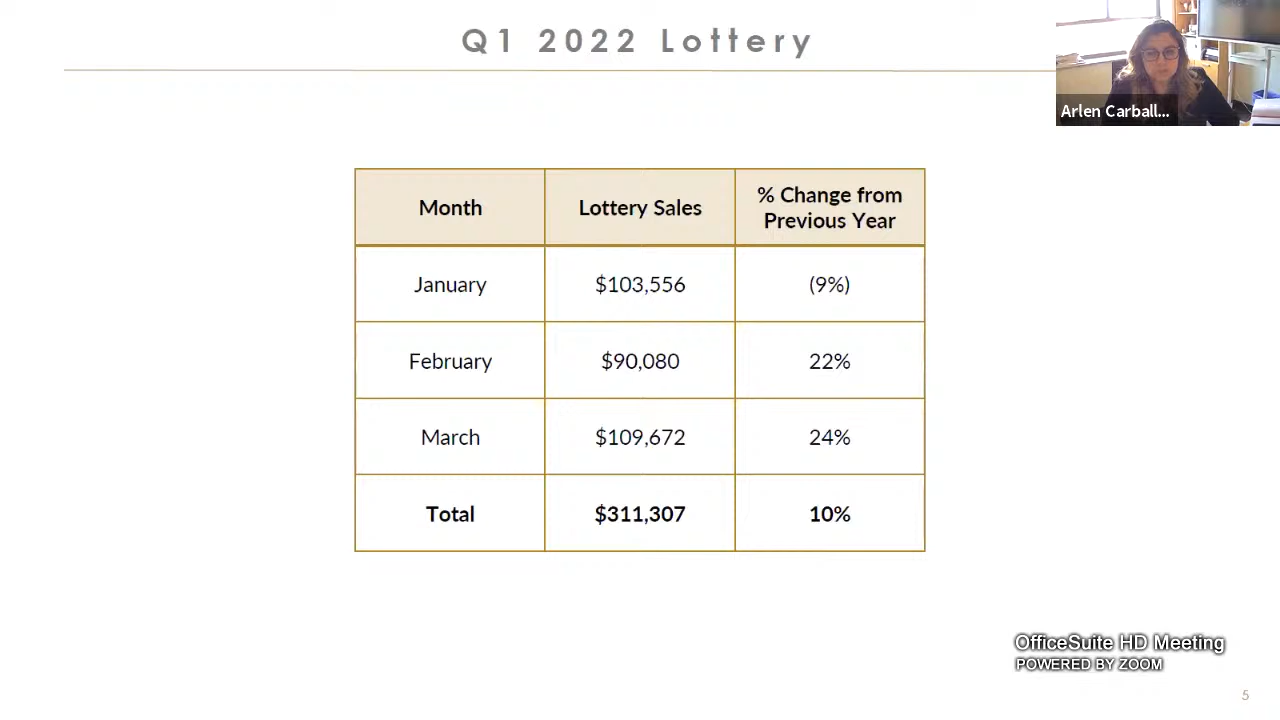 Q1 2022 Lottery
Arlen Carball...
Month
Lottery Sales
% Change from
Previous Year
January
$103,556
(9%)
February
$90,080
22%
March
$109,672
24%
Total
$311,307
10%
OfficeSuite HD Meeting
POWERED BY ZOOM
5